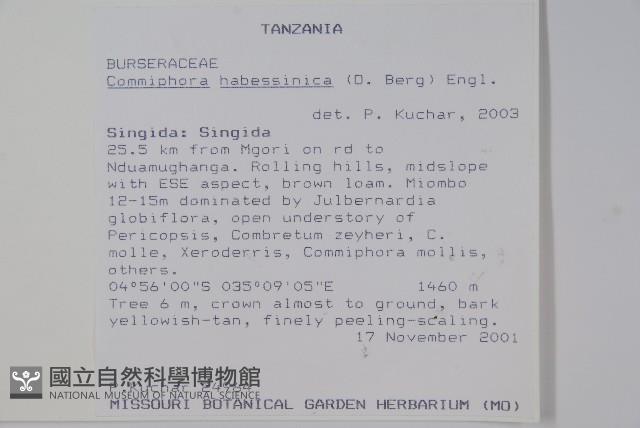 TANZANIA
BURSERACEAE
Commiphora habessinica (O. Berg) Engl.
det. P. Kuchar, 2003
Singida: Singida
25.5 km from Mgori on rd to
Nduamughanga. Rolling hills, midslope
with ESE aspect, brown loam. Miombo
12-15m dominated by Julbernardia
globiflora, open understory of
Pericopsis, Combretum zeyheri, C.
molle, Xeroderris, Commiphora mollis,
others.
04°56'00"S 035°09'05"E 1460 m
Tree 6 m, crown almost to ground, bark
yellowish-tan, finely peeling-scaling.
17 November 2001
國立自然科學博物館
NATIONAL MUSEUM OF NATURAL SCIENCE
MISSOURI BOTANICAL GARDEN HERBARIUM (MO)